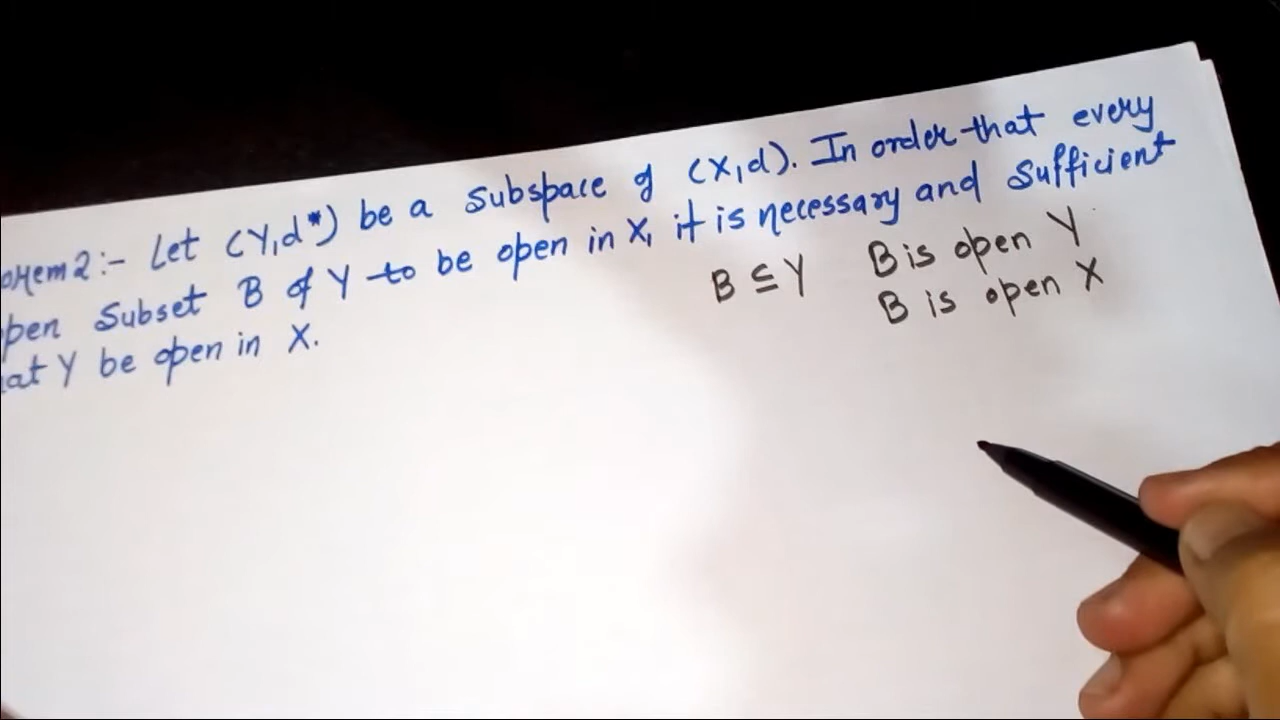 orem 2:- Let (Y,d*) be a subspace of (X,d). In order that every
pen Subset B of Y to be open in X, it is necessary and Sufficient
at Y be open in X.
B ⊆ Y B is open Y
B is open X